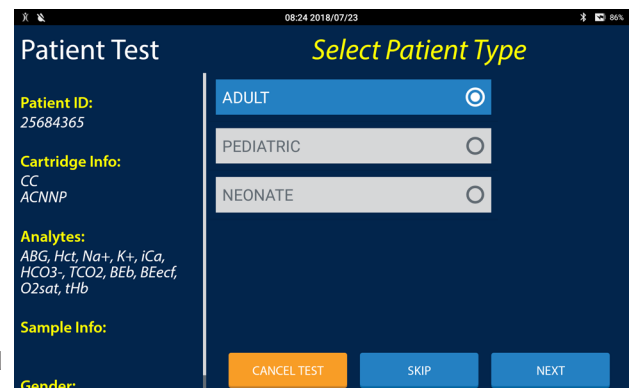 08:24 2018/07/23
86%
Patient Test
Select Patient Type
Patient ID:
25684365
Cartridge Info:
CC
ACNNP
Analytes:
ABG, Hct, Na+, K+, iCa,
HCO3-, TCO2, BEb, BEecf,
O2sat, tHb
Sample Info:
Gender:
ADULT
PEDIATRIC
NEONATE
CANCEL TEST
SKIP
NEXT